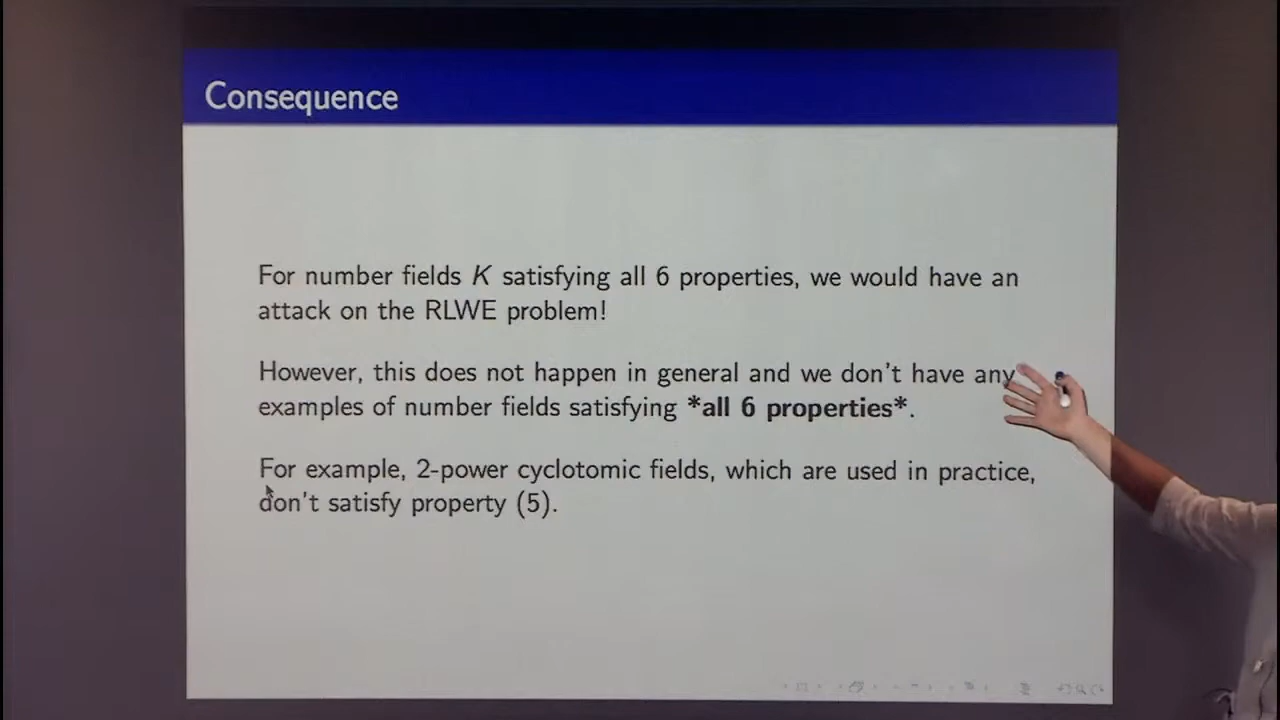 Consequence
For number fields K satisfying all 6 properties, we would have an
attack on the RLWE problem!
However, this does not happen in general and we don't have any
examples of number fields satisfying *all 6 properties*.
For example, 2-power cyclotomic fields, which are used in practice,
don't satisfy property (5).